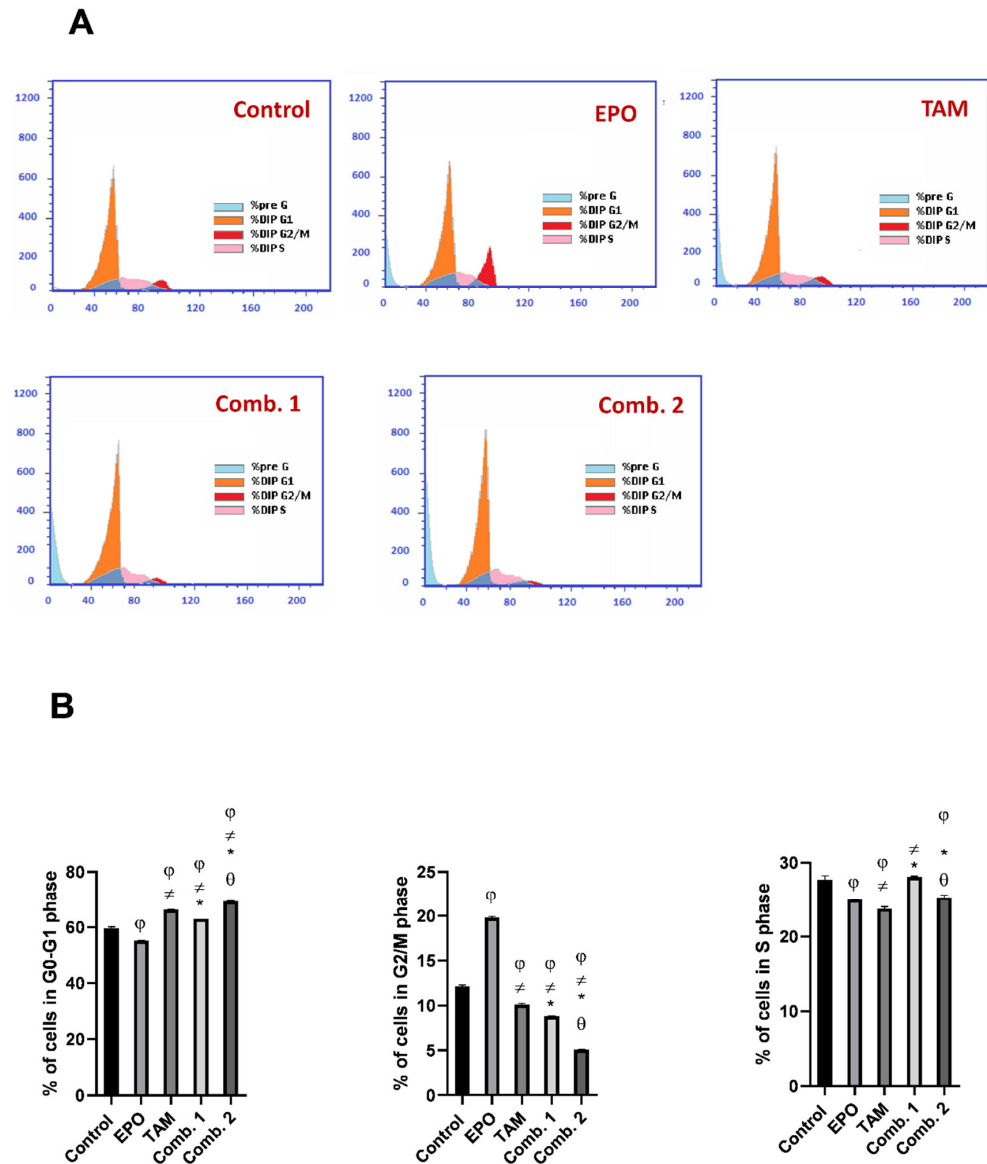 A
Control
1200
800
600
400
200
0
0 40 80 120 160 200
%pre G
%DIP G1
%DIP G2/M
%DIP S
EPO
1200
800
600
400
200
0
0 40 80 120 160 200
%pre G
%DIP G1
%DIP G2/M
%DIP S
TAM
1200
800
600
400
200
0
0 40 80 120 160 200
%pre G
%DIP G1
%DIP G2/M
%DIP S
Comb. 1
1200
800
600
400
200
0
0 40 80 120 160 200
%pre G
%DIP G1
%DIP G2/M
%DIP S
Comb. 2
1200
800
600
400
200
0
0 40 80 120 160 200
%pre G
%DIP G1
%DIP G2/M
%DIP S
B
% of cells in G0-G1 phase
80
60
40
20
0
φ
φ
≠
φ
≠
*
φ
≠
*
θ
Control
EPO
TAM
Comb. 1
Comb. 2
% of cells in G2/M phase
25
20
15
10
5
0
φ
φ
≠
φ
≠
*
φ
≠
*
θ
Control
EPO
TAM
Comb. 1
Comb. 2
% of cells in S phase
30
20
10
0
φ
φ
≠
≠
*
φ
*
θ
Control
EPO
TAM
Comb. 1
Comb. 2